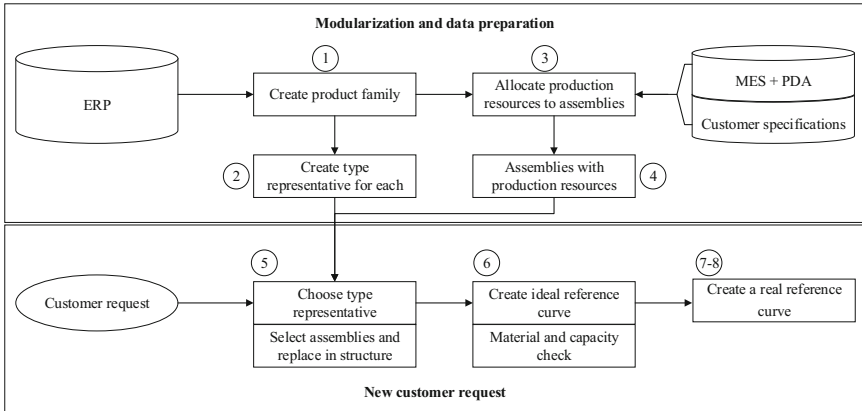 Modularization and data preparation
1
3
ERP
Create product family
Allocate production
resources to assemblies
MES + PDA
Customer specifications
2
Create type
representative for each
Assemblies with
production resources
4
5
6
7-8
Customer request
Choose type
representative
Select assemblies and
replace in structure
Create ideal reference
curve
Material and capacity
check
Create a real reference
curve
New customer request